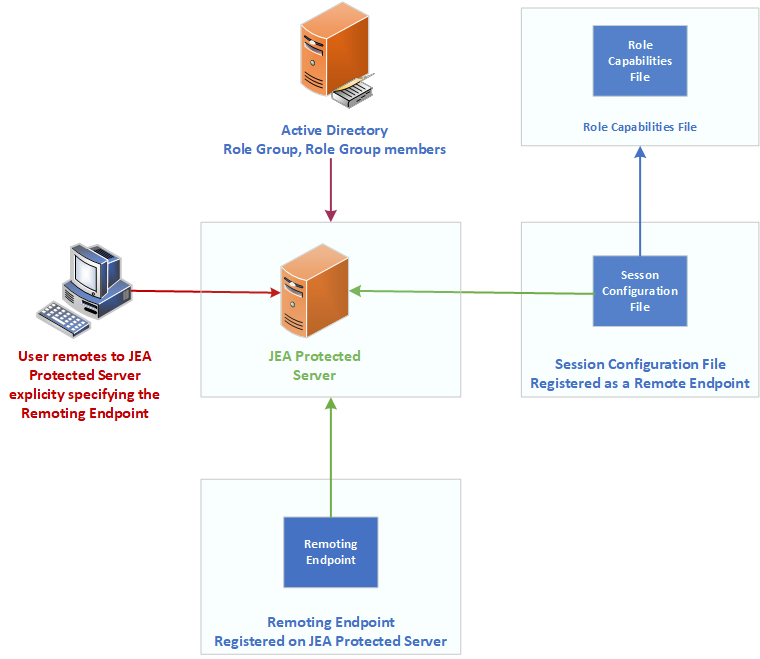 Role
Capabilities
File
Role Capabilities File
Active Directory
Role Group, Role Group members
User remotes to JEA
Protected Server
explicity specifying the
Remoting Endpoint
JEA Protected
Server
Sesson
Configuration
File
Session Configuration File
Registered as a Remote Endpoint
Remoting
Endpoint
Remoting Endpoint
Registered on JEA Protected Server